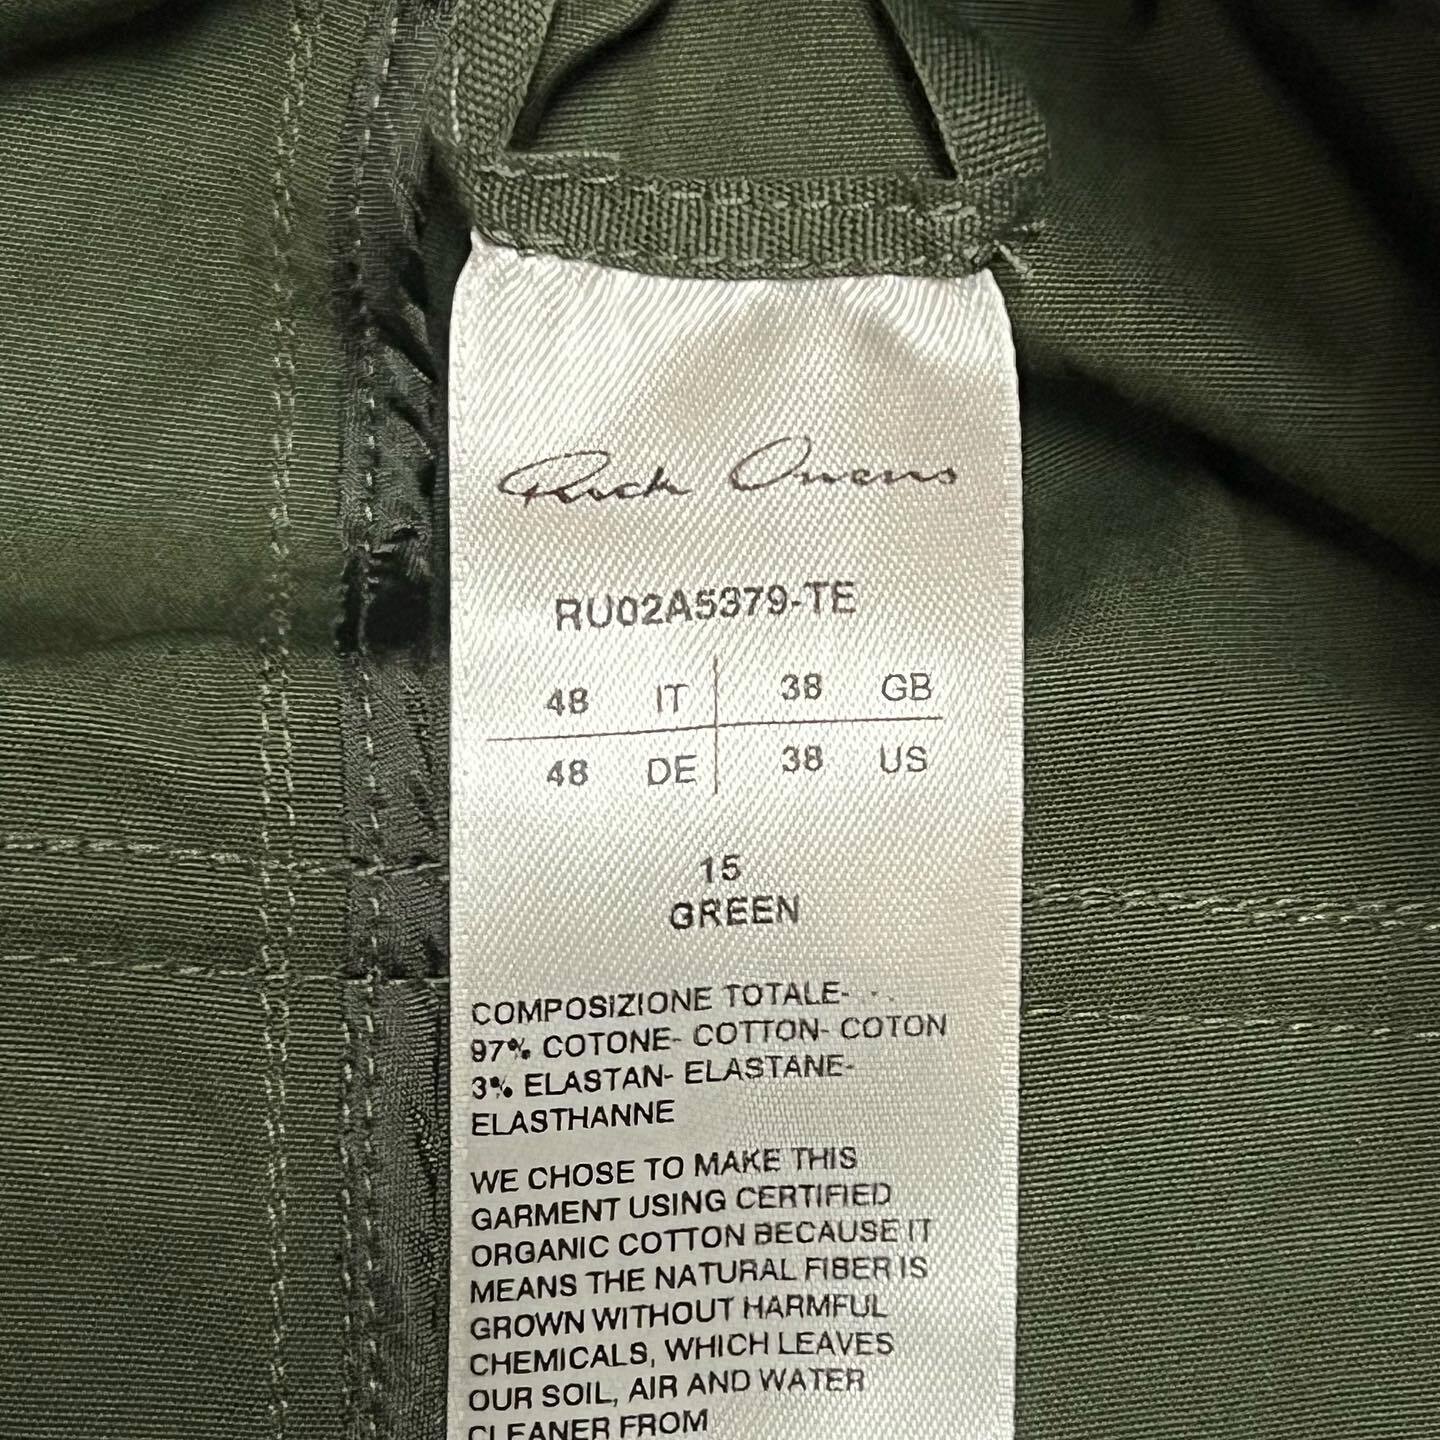 Rick Owens
RU02A5379-TE
48 IT 38 GB
48 DE 38 US
15
GREEN
COMPOSIZIONE TOTALE-
97% COTONE- COTTON- COTON
3% ELASTAN- ELASTANE-
ELASTHANNE
WE CHOSE TO MAKE THIS
GARMENT USING CERTIFIED
ORGANIC COTTON BECAUSE IT
MEANS THE NATURAL FIBER IS
GROWN WITHOUT HARMFUL
CHEMICALS, WHICH LEAVES
OUR SOIL, AIR AND WATER
CLEANER FROM